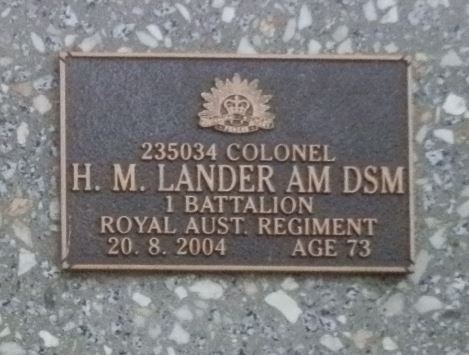 235034 COLONEL
H. M. LANDER AM DSM
1 BATTALION
ROYAL AUST. REGIMENT
20. 8. 2004 AGE 73